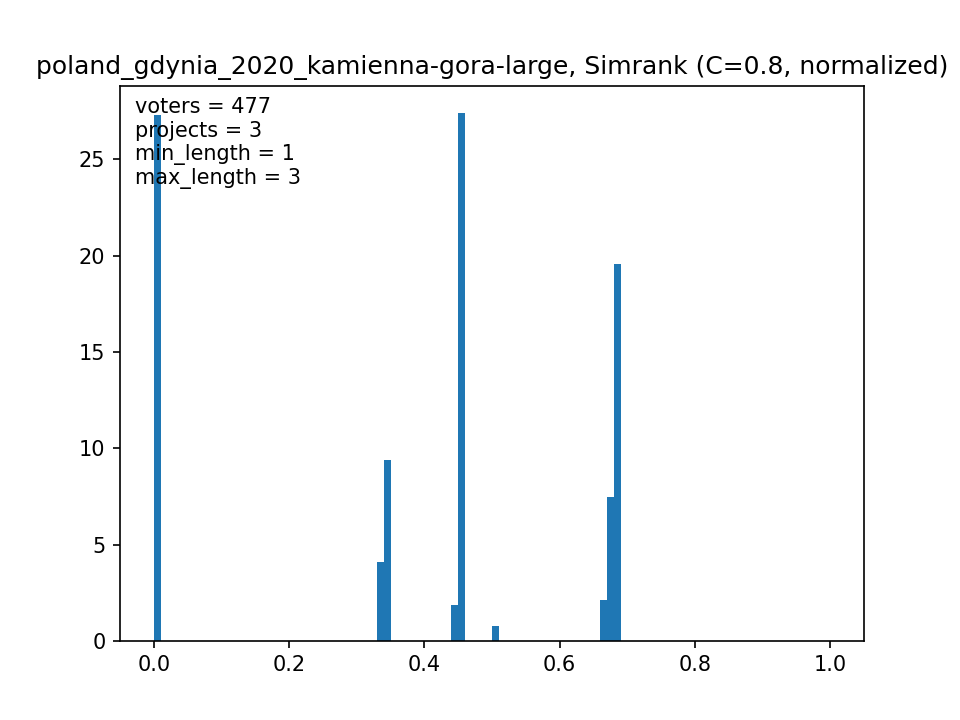 poland_gdynia_2020_kamienna-gora-large, Simrank (C=0.8, normalized)
voters = 477
projects = 3
min_length = 1
max_length = 3
25
20
15
10
5
0
0.0 0.2 0.4 0.6 0.8 1.0